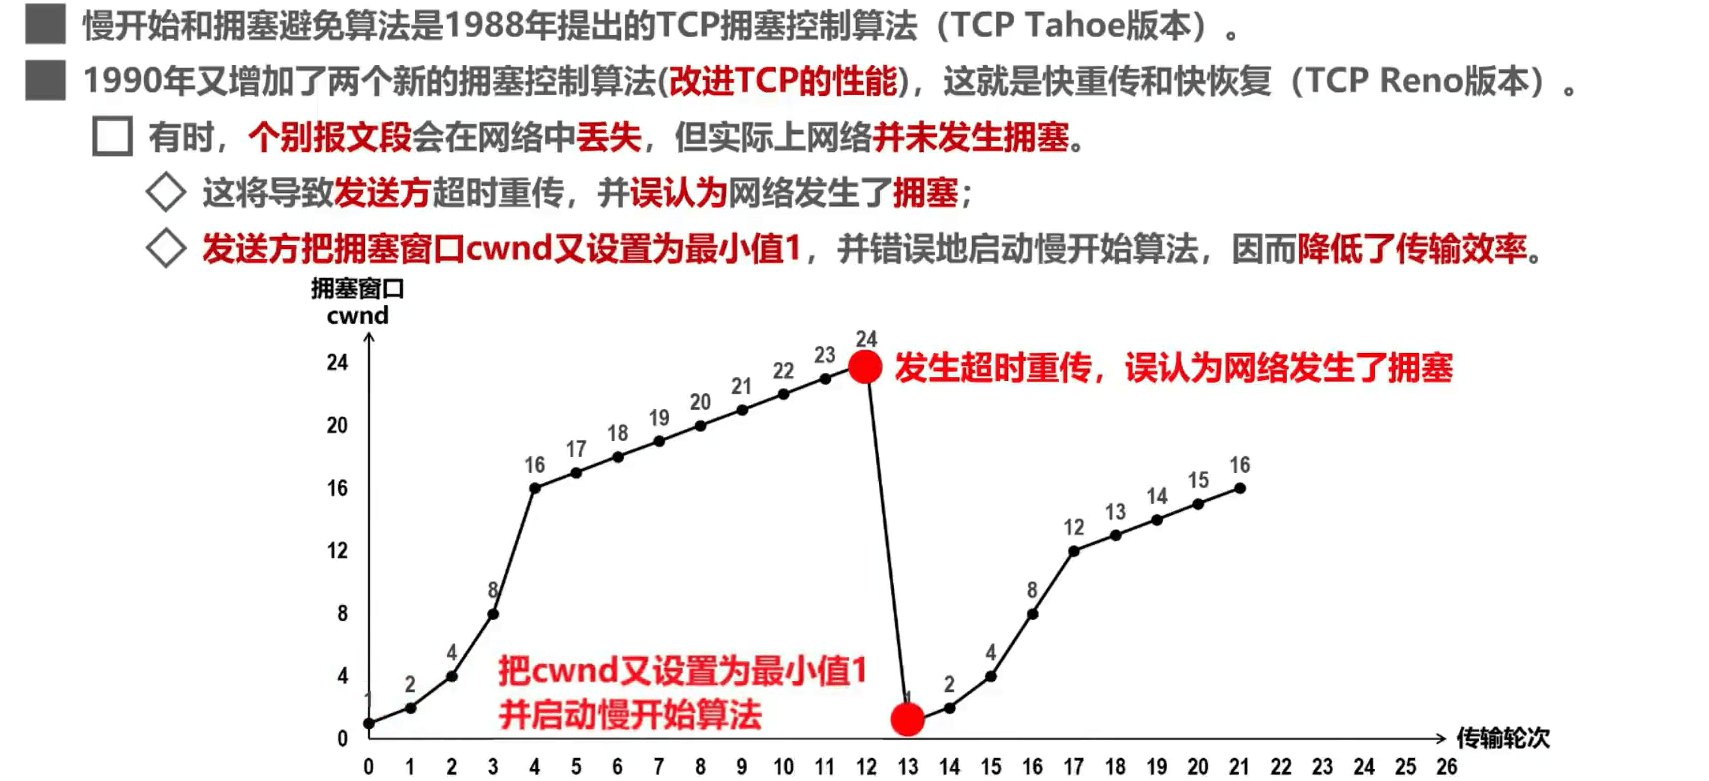 慢开始和拥塞避免算法是1988年提出的TCP拥塞控制算法（TCP Tahoe版本）。
1990年又增加了两个新的拥塞控制算法(改进TCP的性能)，这就是快重传和快恢复（TCP Reno版本）。
有时，个别报文段会在网络中丢失，但实际上网络并未发生拥塞。
这将导致发送方超时重传，并误认为网络发生了拥塞；
发送方把拥塞窗口cwnd又设置为最小值1，并错误地启动慢开始算法，因而降低了传输效率。
拥塞窗口
cwnd
24
20
16
12
8
4
0
1
2
4
8
16
17
18
19
20
21
22
23
24
发生超时重传，误认为网络发生了拥塞
把cwnd又设置为最小值1
并启动慢开始算法
1
2
4
8
12
13
14
15
16
0 1 2 3 4 5 6 7 8 9 10 11 12 13 14 15 16 17 18 19 20 21 22 23 24 25 26
传输轮次